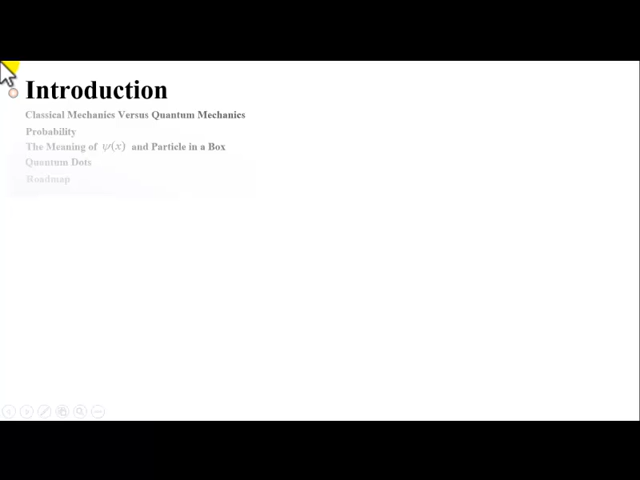 Introduction
Classical Mechanics Versus Quantum Mechanics
Probability
The Meaning of ψ(x) and Particle in a Box
Quantum Dots
Roadmap